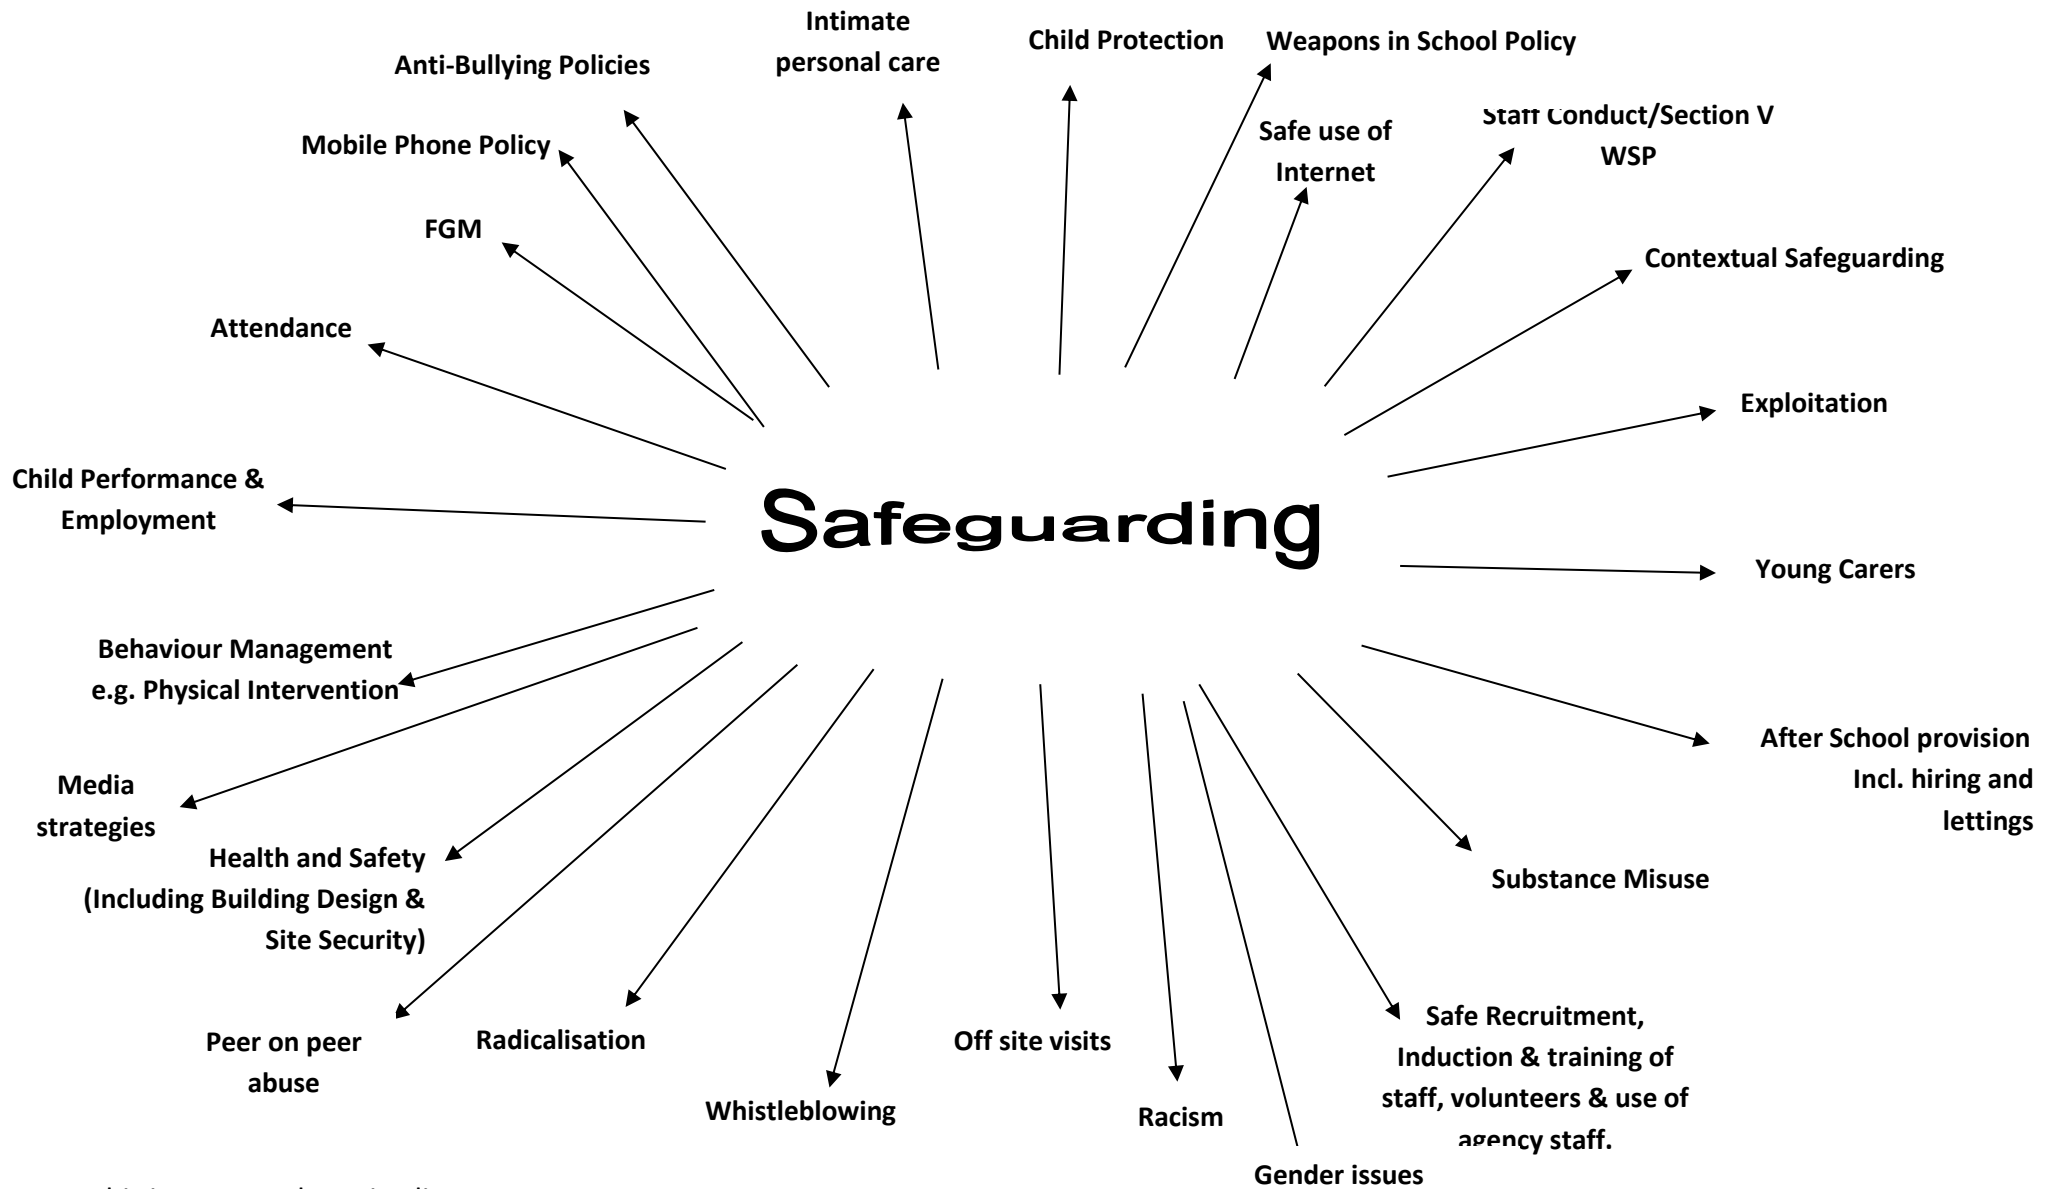 Intimate
personal care
Child Protection
Weapons in School Policy
Anti-Bullying Policies
Mobile Phone Policy
Safe use of
Internet
Staff Conduct/Section V
WSP
FGM
Contextual Safeguarding
Attendance
Exploitation
Child Performance &
Employment
Safeguarding
Young Carers
Behaviour Management
e.g. Physical Intervention
After School provision
Incl. hiring and
lettings
Media
strategies
Health and Safety
(Including Building Design &
Site Security)
Substance Misuse
Peer on peer
abuse
Radicalisation
Whistleblowing
Off site visits
Racism
Safe Recruitment,
Induction & training of
staff, volunteers & use of
agency staff.
Gender issues